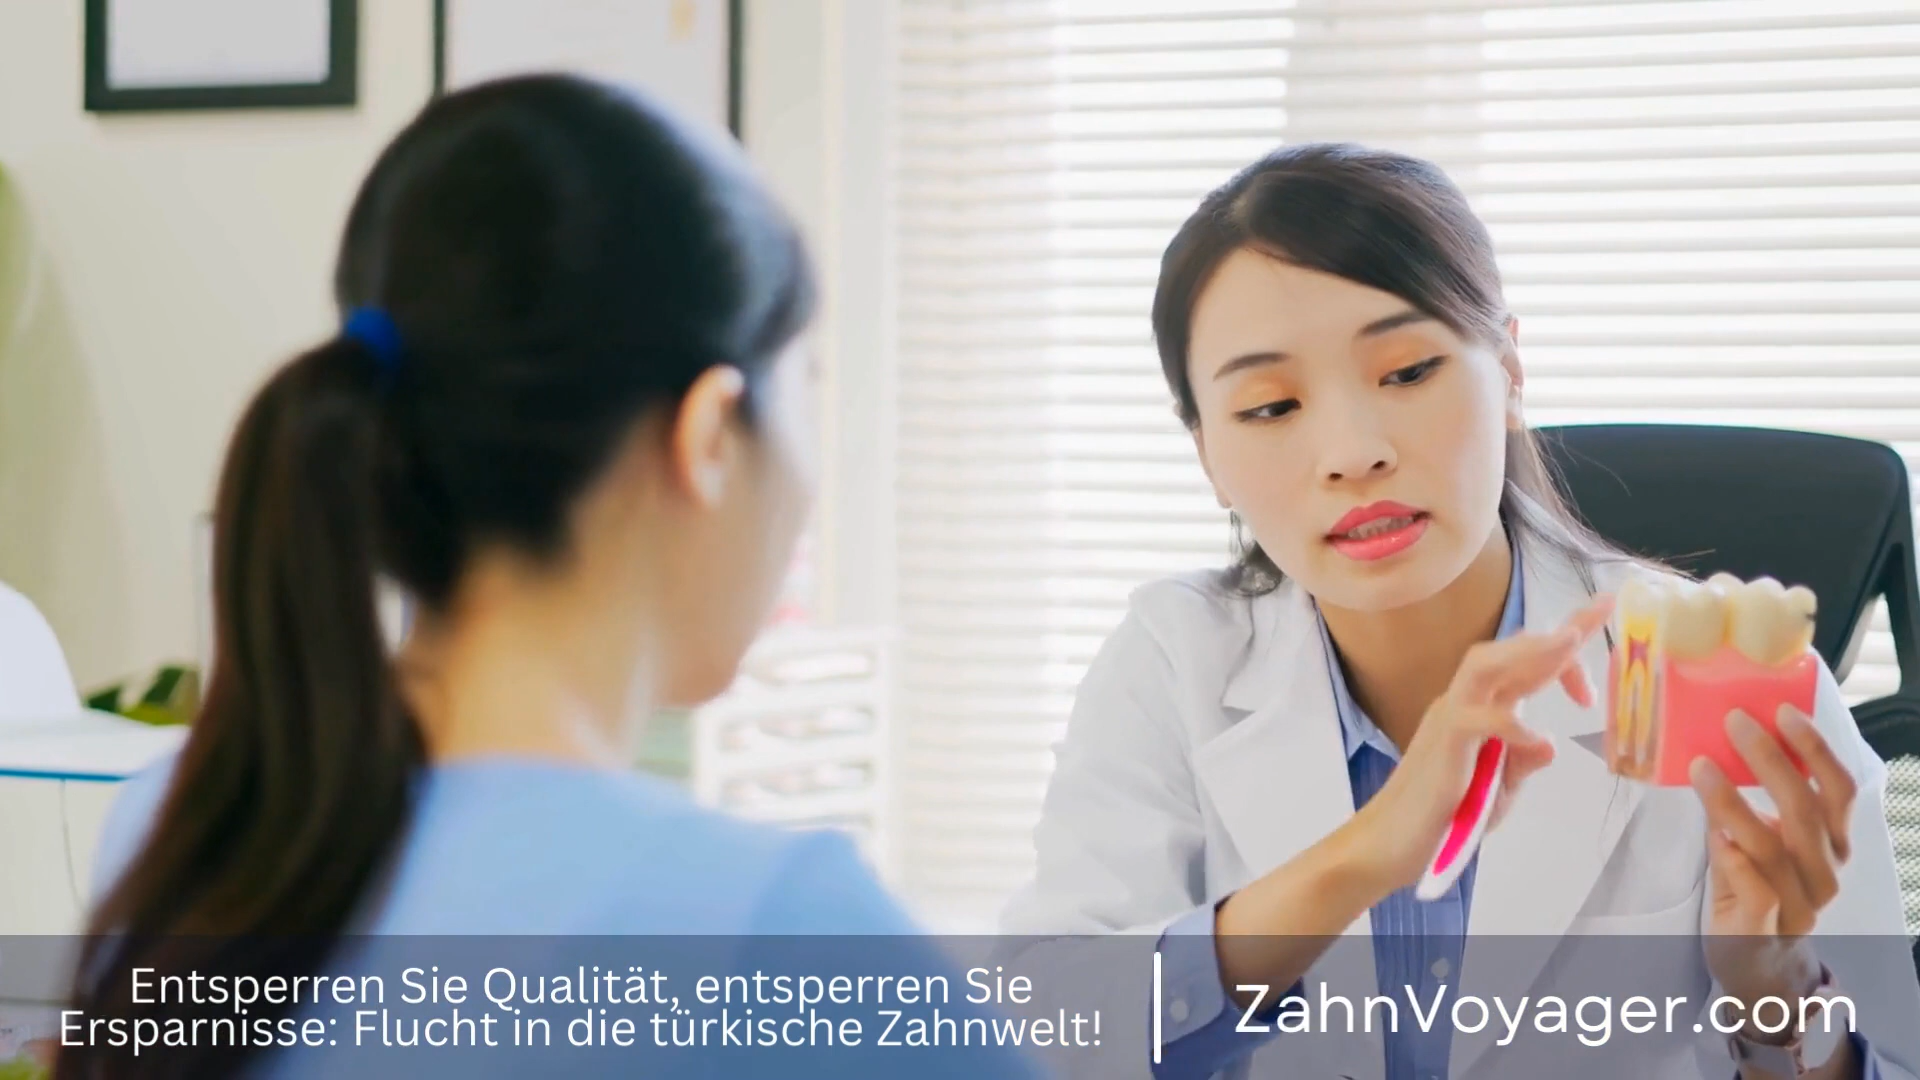 Entsperren Sie Qualität, entsperren Sie
Ersparnisse: Flucht in die türkische Zahnwelt!
ZahnVoyager.com